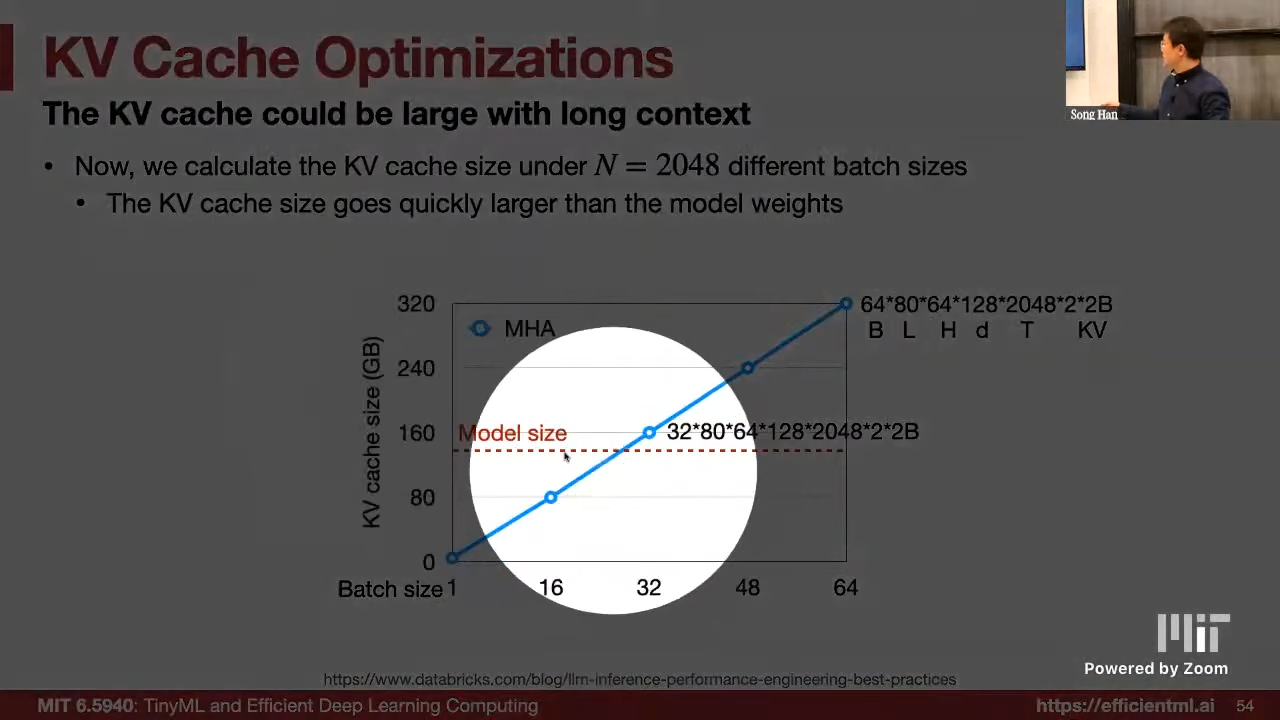 KV Cache Optimizations
Song Han
The KV cache could be large with long context
• Now, we calculate the KV cache size under N = 2048 different batch sizes
• The KV cache size goes quickly larger than the model weights
320
64*80*64*128*2048*2*2B
MHA
B L H d T KV
240
KV cache size (GB)
160
Model size
32*80*64*128*2048*2*2B
80
0
Batch size 1 16 32 48 64
MIT
Powered by Zoom
https://www.databricks.com/blog/llm-inference-performance-engineering-best-practices
MIT 6.5940: TinyML and Efficient Deep Learning Computing
https://efficientml.ai
54